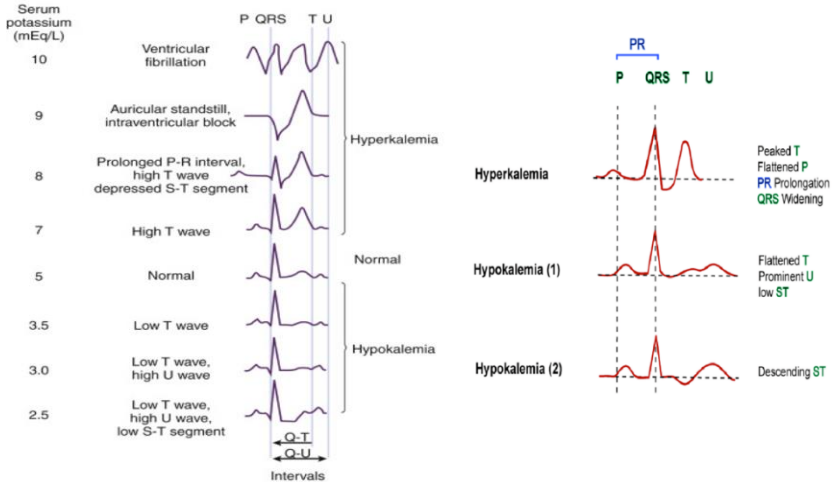 Serum
potassium
(mEq/L)
P QRS T U
10
Ventricular
fibrillation
9
Auricular standstill,
intraventricular block
Hyperkalemia
8
Prolonged P-R interval,
high T wave
depressed S-T segment
7
High T wave
Normal
5
Normal
3.5
Low T wave
Hypokalemia
3.0
Low T wave,
high U wave
2.5
Low T wave,
high U wave,
low S-T segment
Q-T
Q-U
Intervals
PR
P QRS T U
Hyperkalemia
Peaked T
Flattened P
PR Prolongation
QRS Widening
Hypokalemia (1)
Flattened T
Prominent U
low ST
Hypokalemia (2)
Descending ST